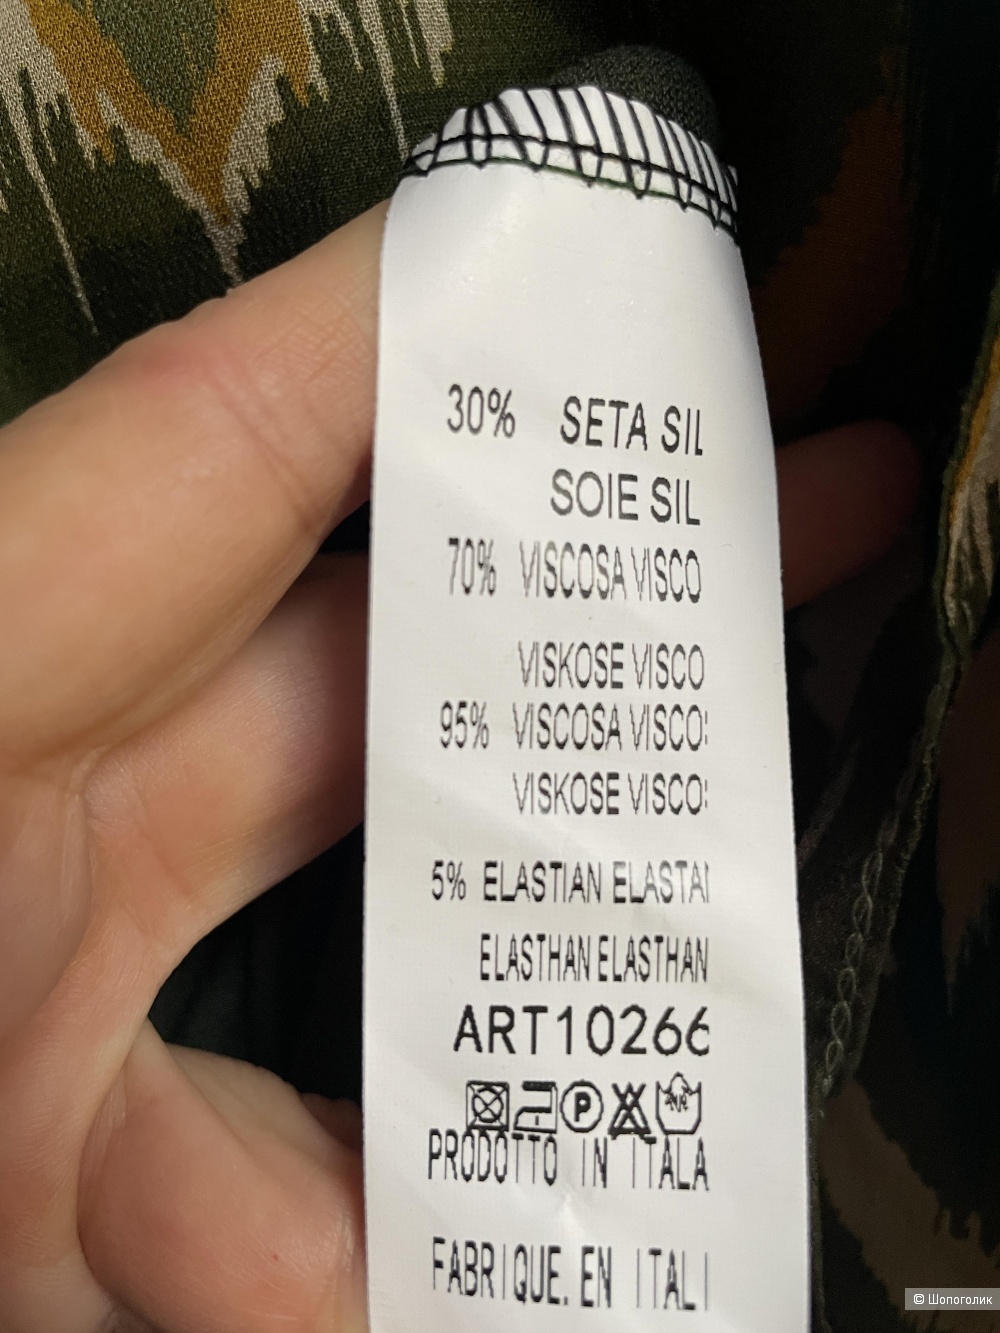 30% SETA SIL
SOIE SIL
70% VISCOSA VISCO
VISKOSE VISCO
95% VISCOSA VISCO
VISKOSE VISCO
5% ELASTIAN ELASTAI
ELASTHAN ELASTHAN
ART10266
P
PRODOTTO IN ITALA
FABRIQUE. EN ITALI
© Шопоголик